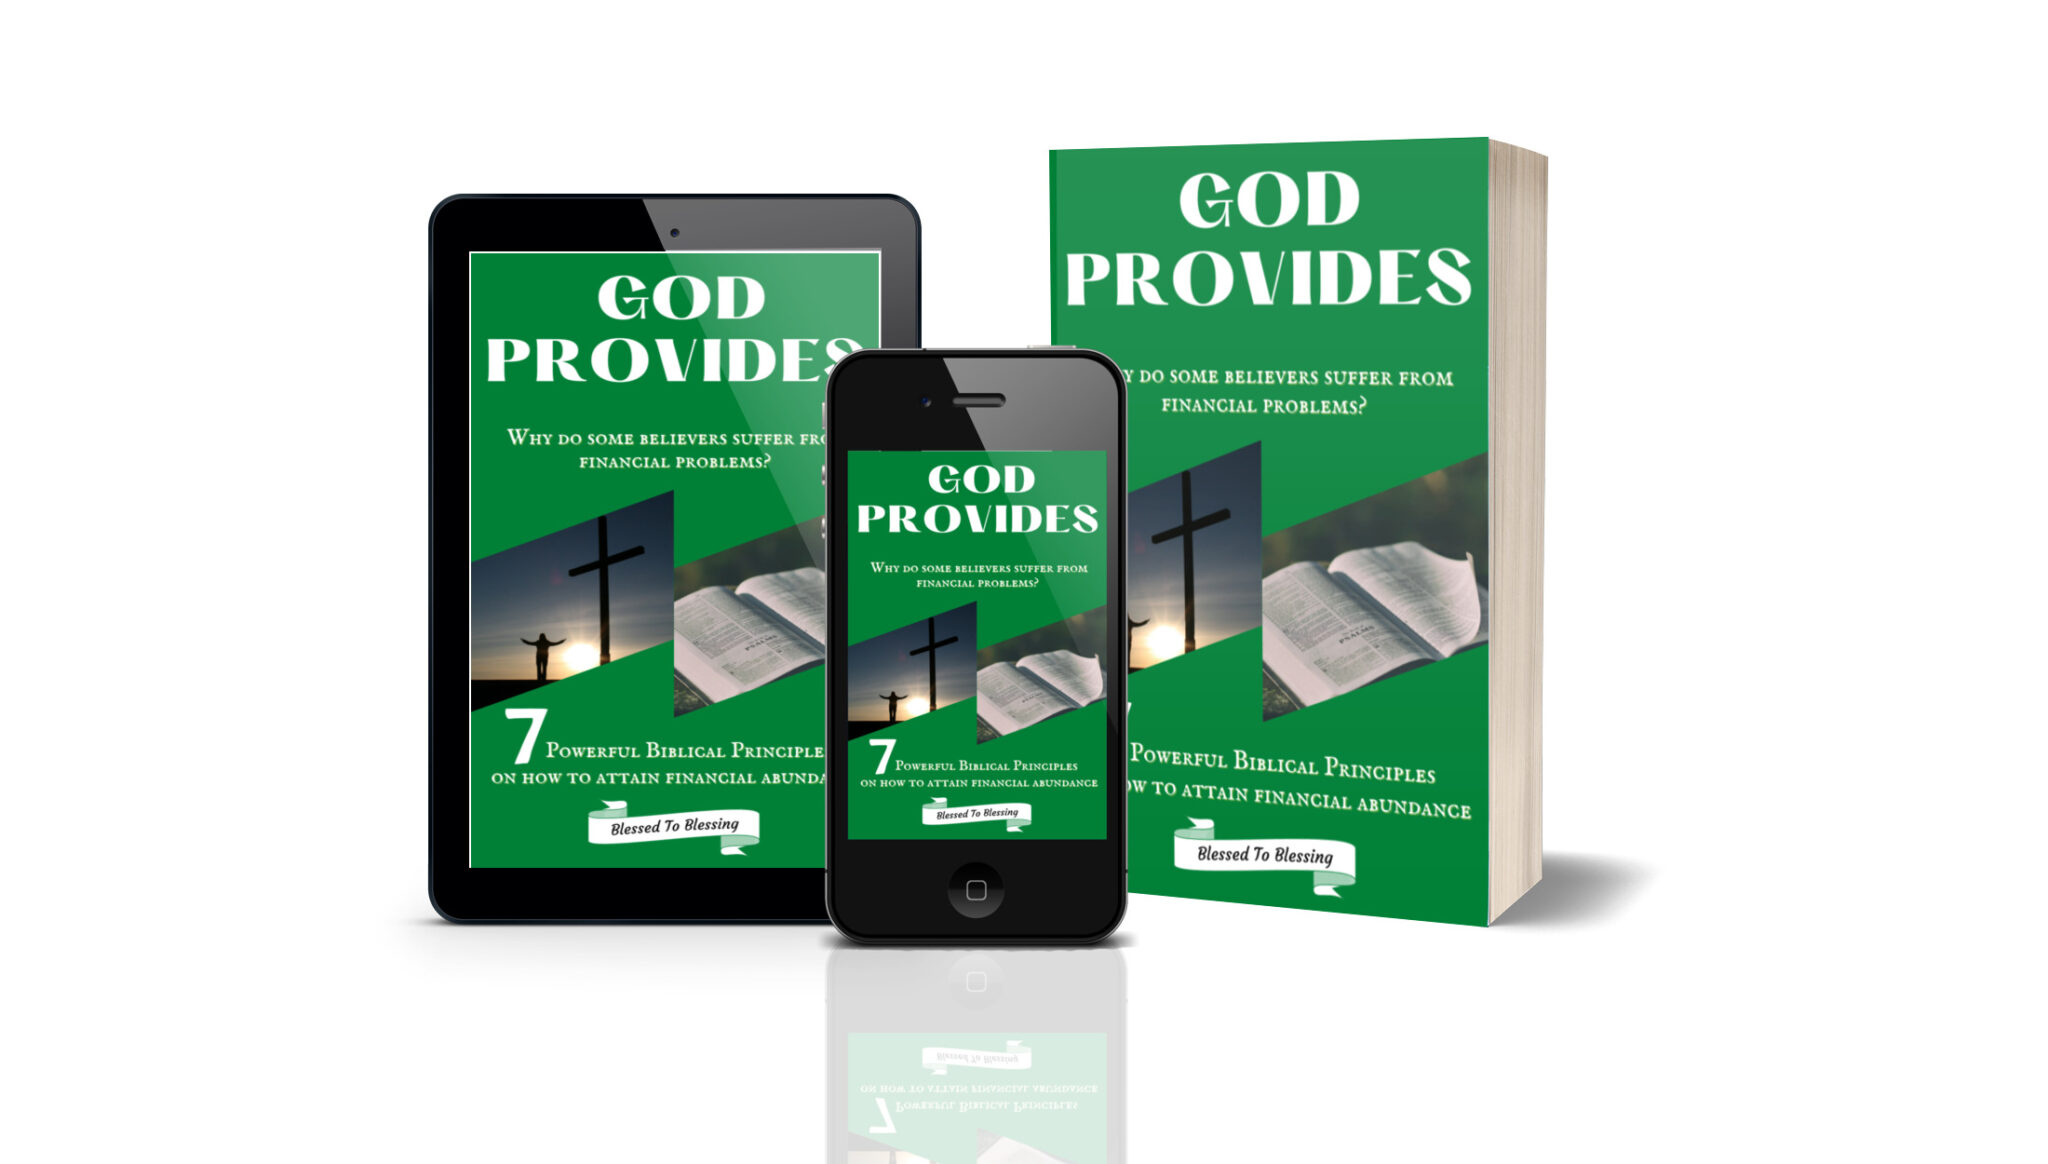 GOD
PROVIDES
WHY DO SOME BELIEVERS SUFFER
FINANCIAL PROBLEMS?
PSALMS
7 POWERFUL BIBLICAL
ON HOW TO ATTAIN FINANCIAL
Blessed To Blessing
GOD
PROVIDES
WHY DO SOME BELIEVERS SUFFER FROM
FINANCIAL PROBLEMS?
7 POWERFUL BIBLICAL PRINCIPLES
ON HOW TO ATTAIN FINANCIAL ABUNDANCE
Blessed To Blessing
GOD
PROVIDES
DO SOME BELIEVERS SUFFER FROM
FINANCIAL PROBLEMS?
PSALMS
POWERFUL BIBLICAL PRINCIPLES
TO ATTAIN FINANCIAL ABUNDANCE
Blessed To Blessing